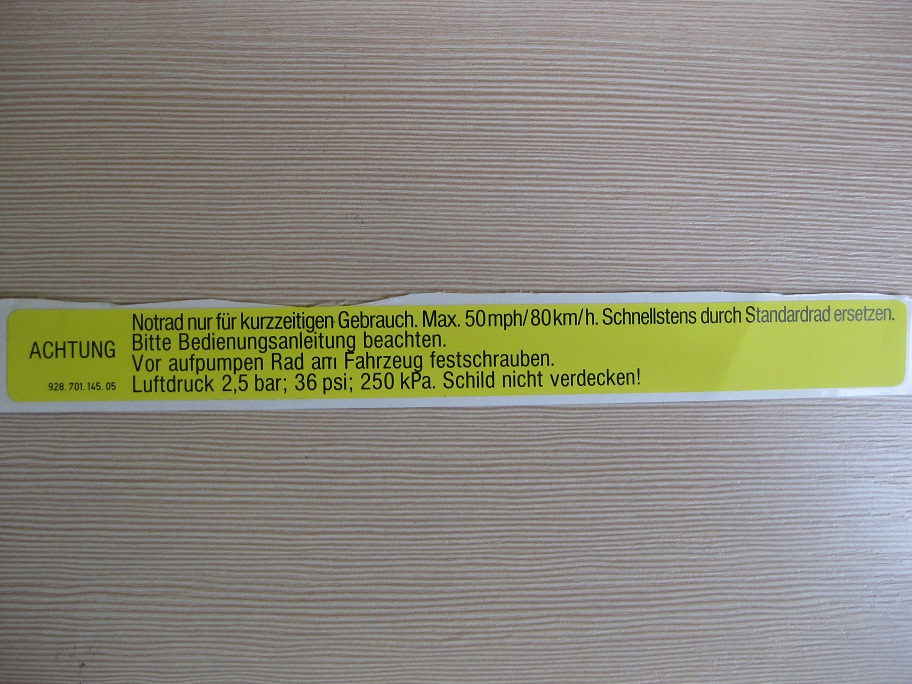 ACHTUNG
928. 701. 145. 05
Notrad nur für kurzzeitigen Gebrauch. Max. 50 mph/80 km/h. Schnellstens durch Standardrad ersetzen.
Bitte Bedienungsanleitung beachten.
Vor aufpumpen Rad am Fahrzeug festschrauben.
Luftdruck 2,5 bar; 36 psi; 250 kPa. Schild nicht verdecken!